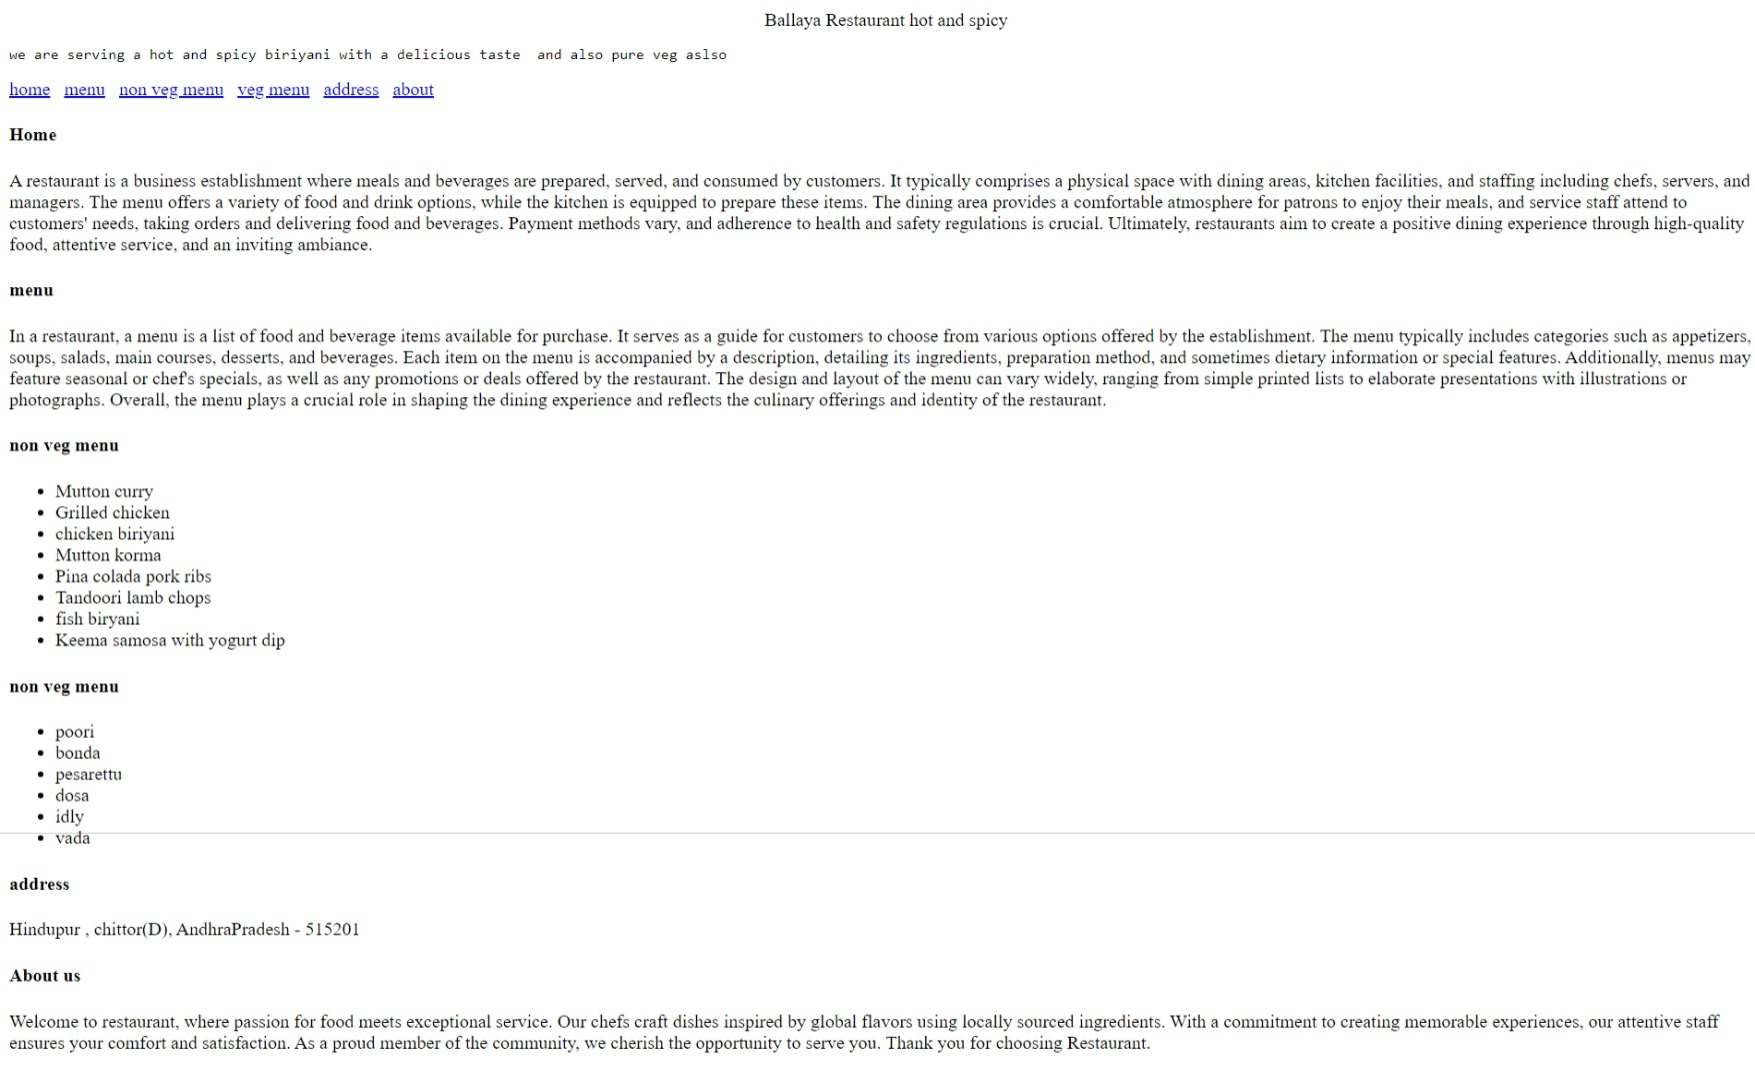 Ballaya Restaurant hot and spicy
we are serving a hot and spicy biriyani with a delicious taste  and also pure veg aslso
home menu non veg menu veg menu address about
Home
A restaurant is a business establishment where meals and beverages are prepared, served, and consumed by customers. It typically comprises a physical space with dining areas, kitchen facilities, and staffing including chefs, servers, and
managers. The menu offers a variety of food and drink options, while the kitchen is equipped to prepare these items. The dining area provides a comfortable atmosphere for patrons to enjoy their meals, and service staff attend to
customers' needs, taking orders and delivering food and beverages. Payment methods vary, and adherence to health and safety regulations is crucial. Ultimately, restaurants aim to create a positive dining experience through high-quality
food, attentive service, and an inviting ambiance.
menu
In a restaurant, a menu is a list of food and beverage items available for purchase. It serves as a guide for customers to choose from various options offered by the establishment. The menu typically includes categories such as appetizers,
soups, salads, main courses, desserts, and beverages. Each item on the menu is accompanied by a description, detailing its ingredients, preparation method, and sometimes dietary information or special features. Additionally, menus may
feature seasonal or chef's specials, as well as any promotions or deals offered by the restaurant. The design and layout of the menu can vary widely, ranging from simple printed lists to elaborate presentations with illustrations or
photographs. Overall, the menu plays a crucial role in shaping the dining experience and reflects the culinary offerings and identity of the restaurant.
non veg menu
• Mutton curry
• Grilled chicken
• chicken biriyani
• Mutton korma
• Pina colada pork ribs
• Tandoori lamb chops
• fish biryani
• Keema samosa with yogurt dip
non veg menu
• poori
• bonda
• pesarettu
• dosa
• idly
• vada
address
Hindupur , chittor(D), AndhraPradesh - 515201
About us
Welcome to restaurant, where passion for food meets exceptional service. Our chefs craft dishes inspired by global flavors using locally sourced ingredients. With a commitment to creating memorable experiences, our attentive staff
ensures your comfort and satisfaction. As a proud member of the community, we cherish the opportunity to serve you. Thank you for choosing Restaurant.